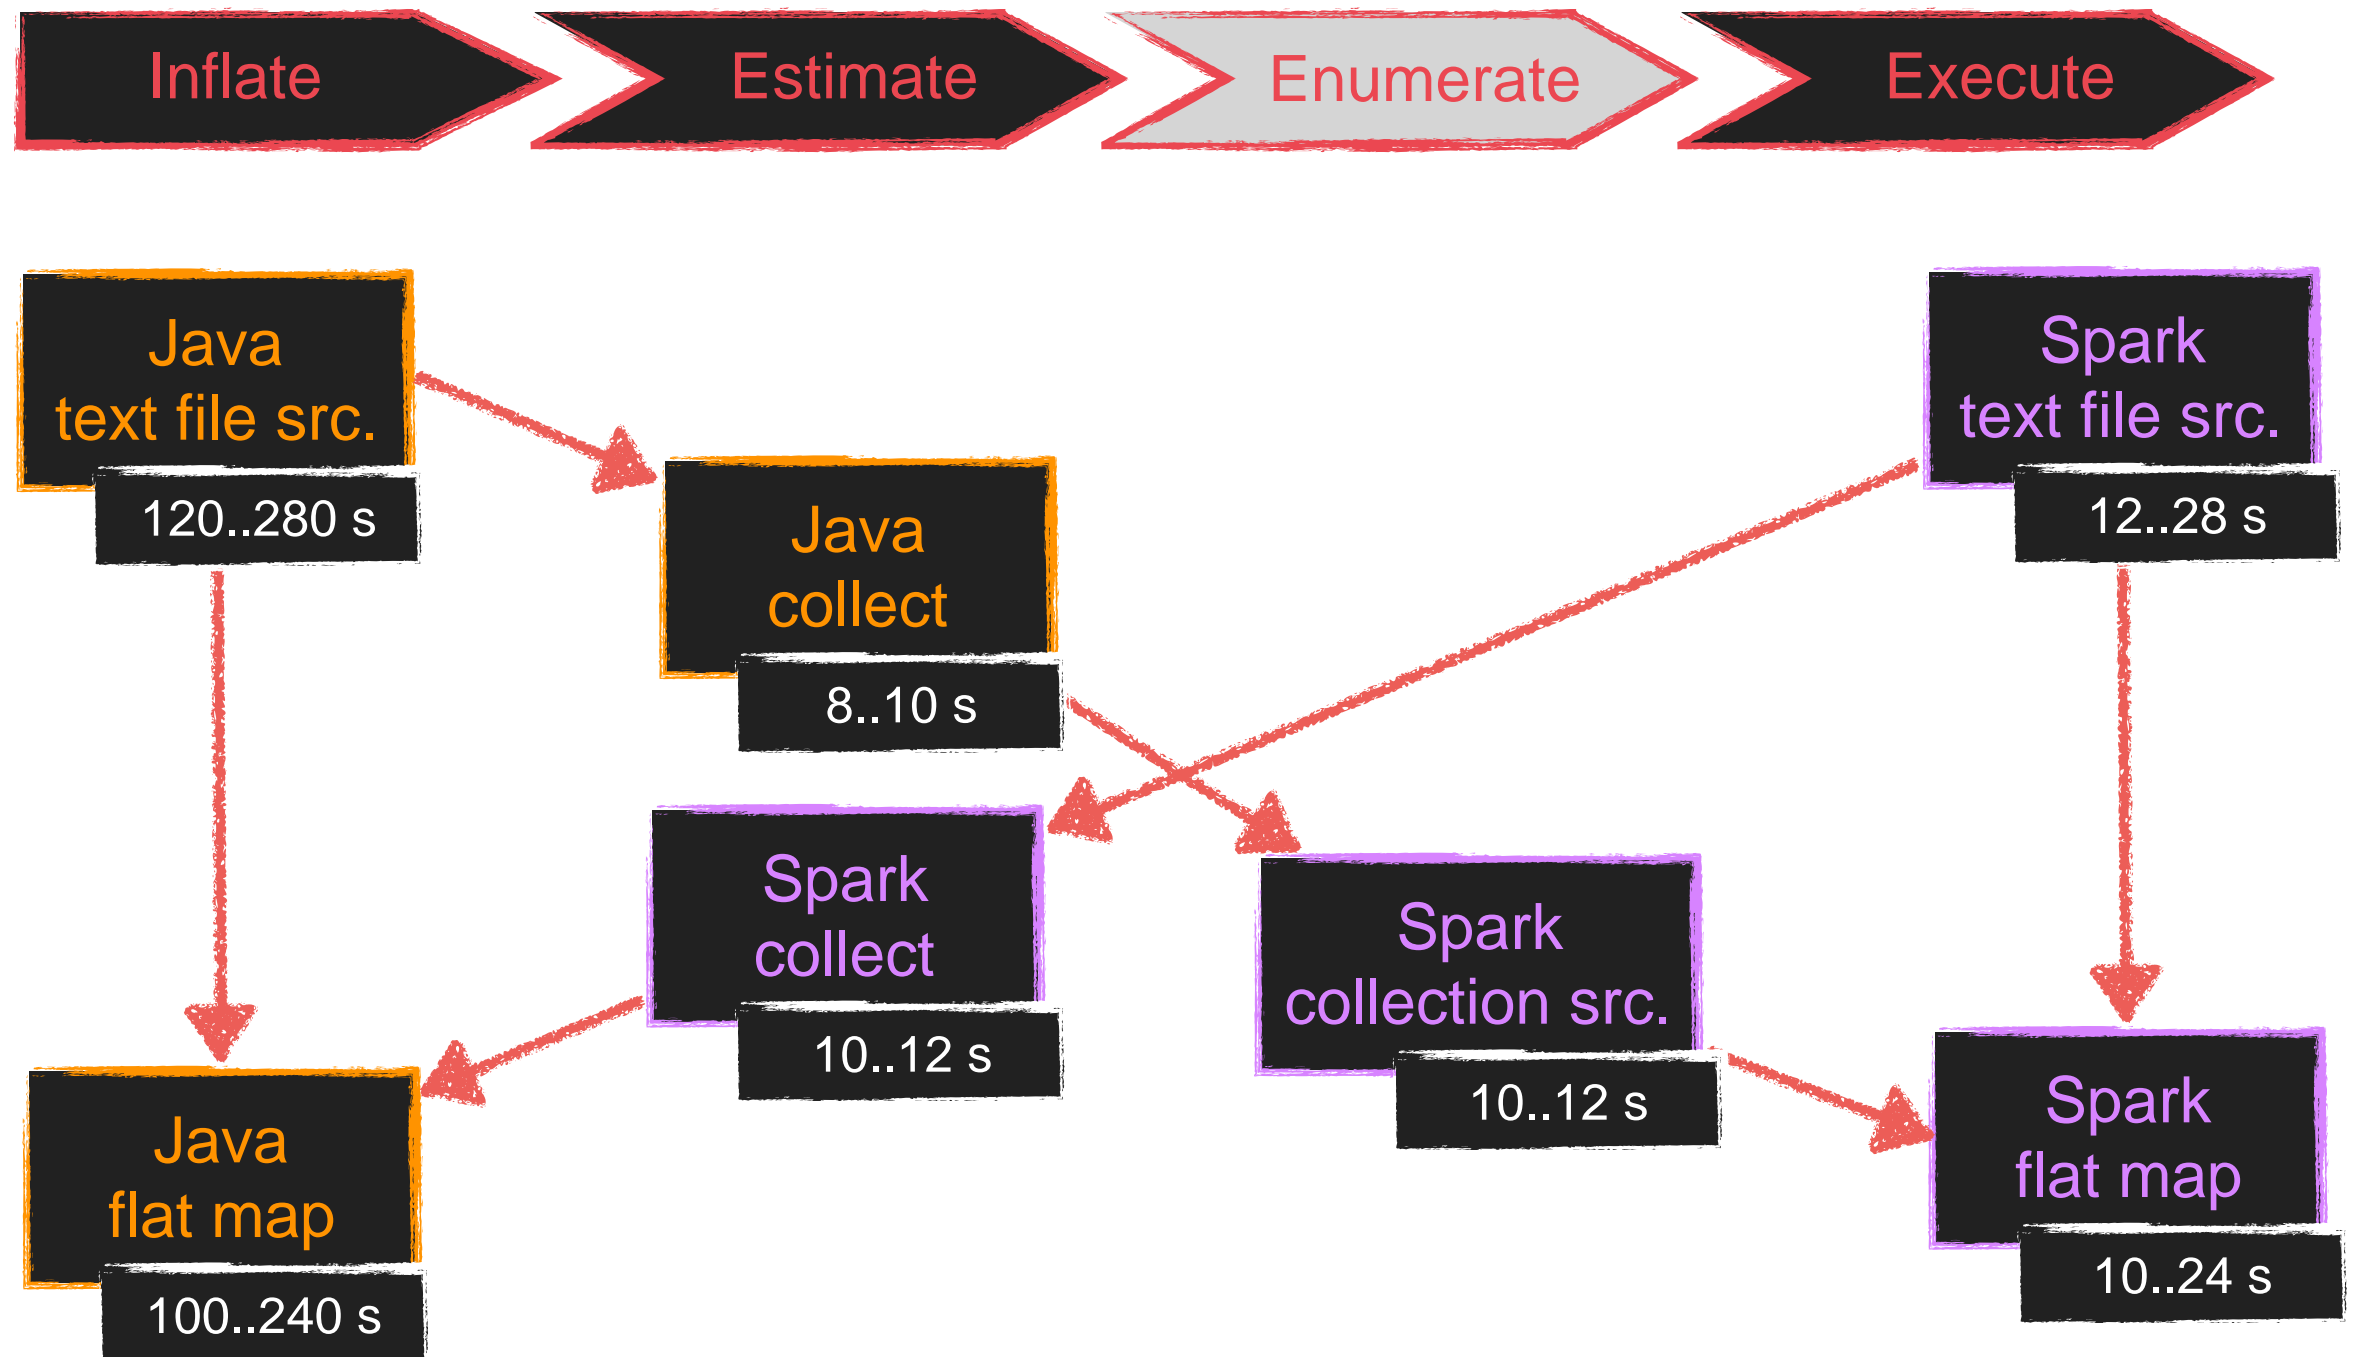 Inflate
Estimate
Enumerate
Execute
Java
text file src.
120..280 s
Spark
text file src.
12..28 s
Java
collect
8..10 s
Spark
collect
10..12 s
Spark
collection src.
10..12 s
Java
flat map
100..240 s
Spark
flat map
10..24 s